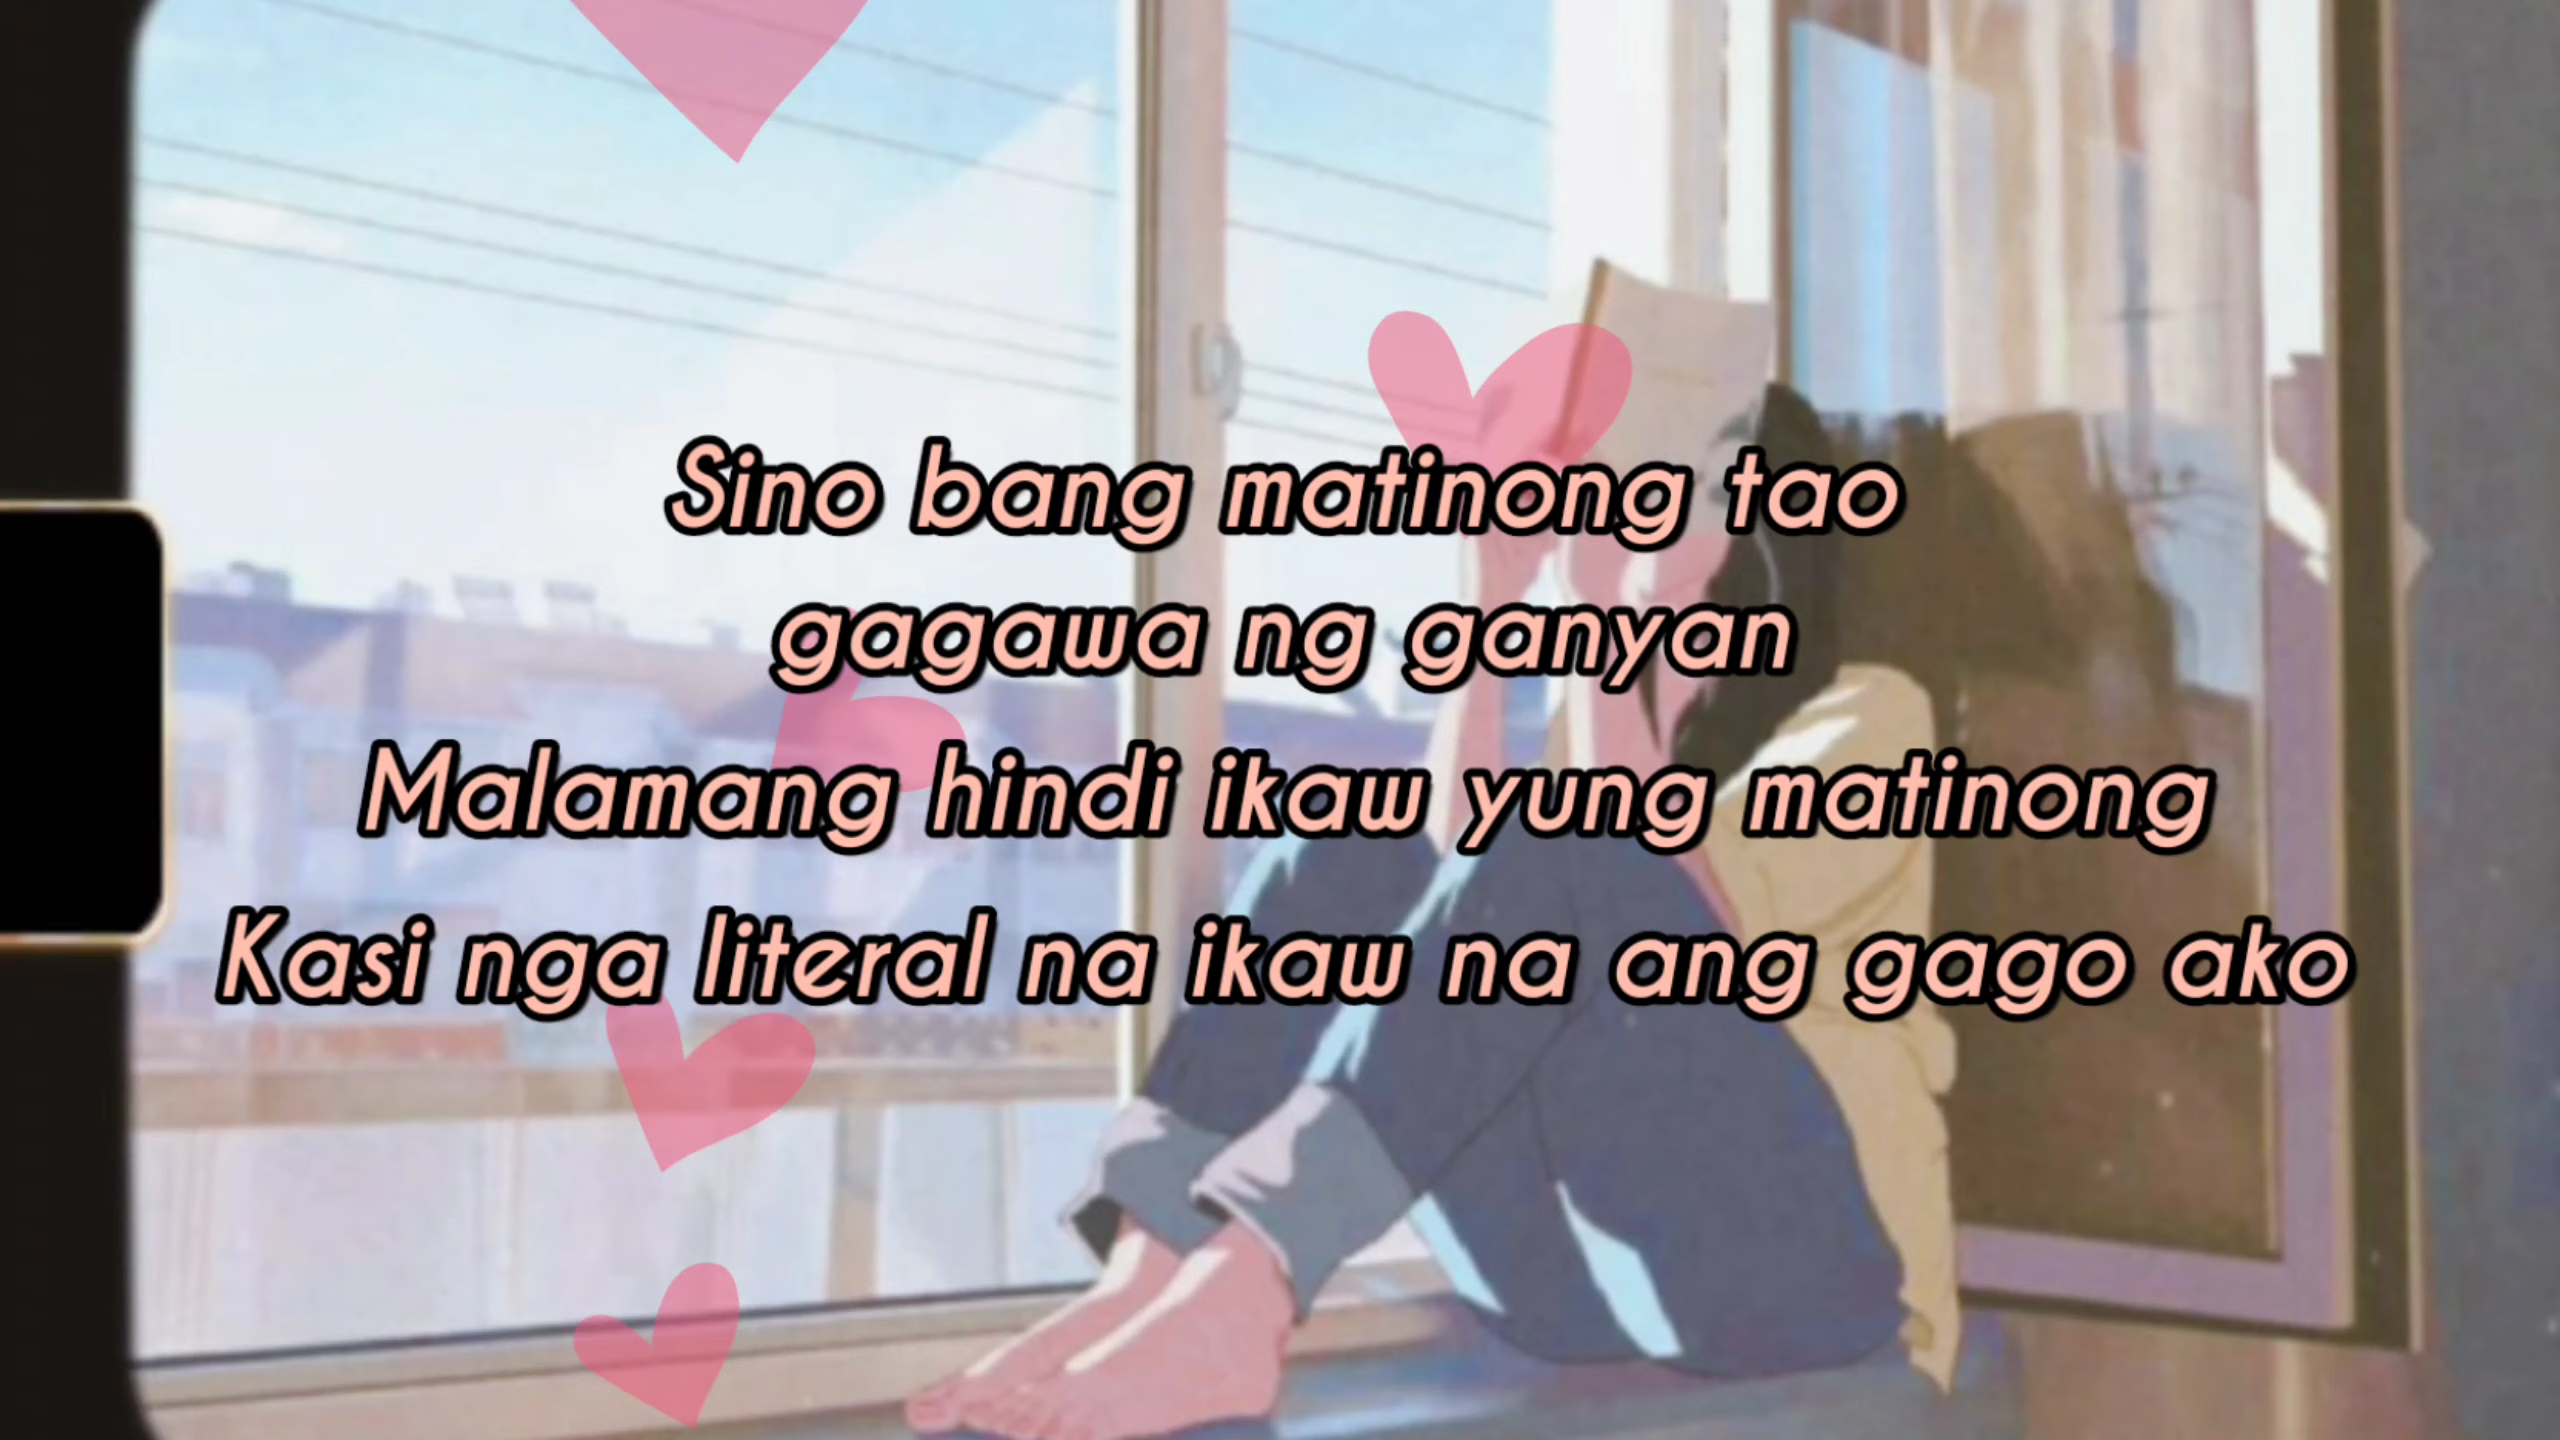 Sino bang matinong tao
gagawa ng ganyan
Malamang hindi ikaw yung matinong
Kasi nga literal na ikaw na ang gago ako